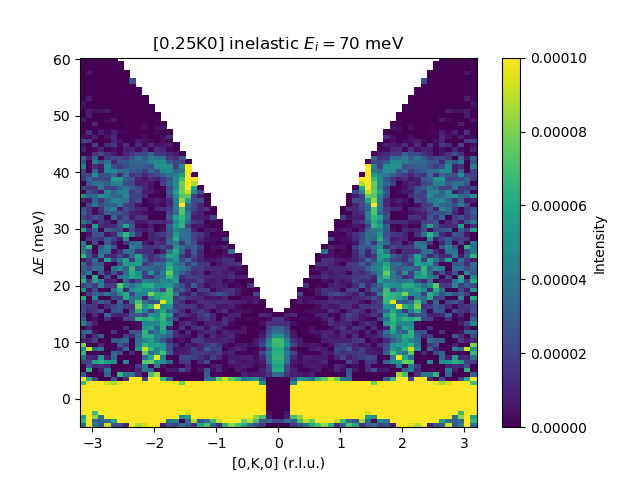 [0.25K0] inelastic $E_i = 70$ meV
60
50
40
30
20
10
0
ΔE (meV)
−3 −2 −1 0 1 2 3
[0,K,0] (r.l.u.)
0.00010
0.00008
0.00006
0.00004
0.00002
0.00000
Intensity